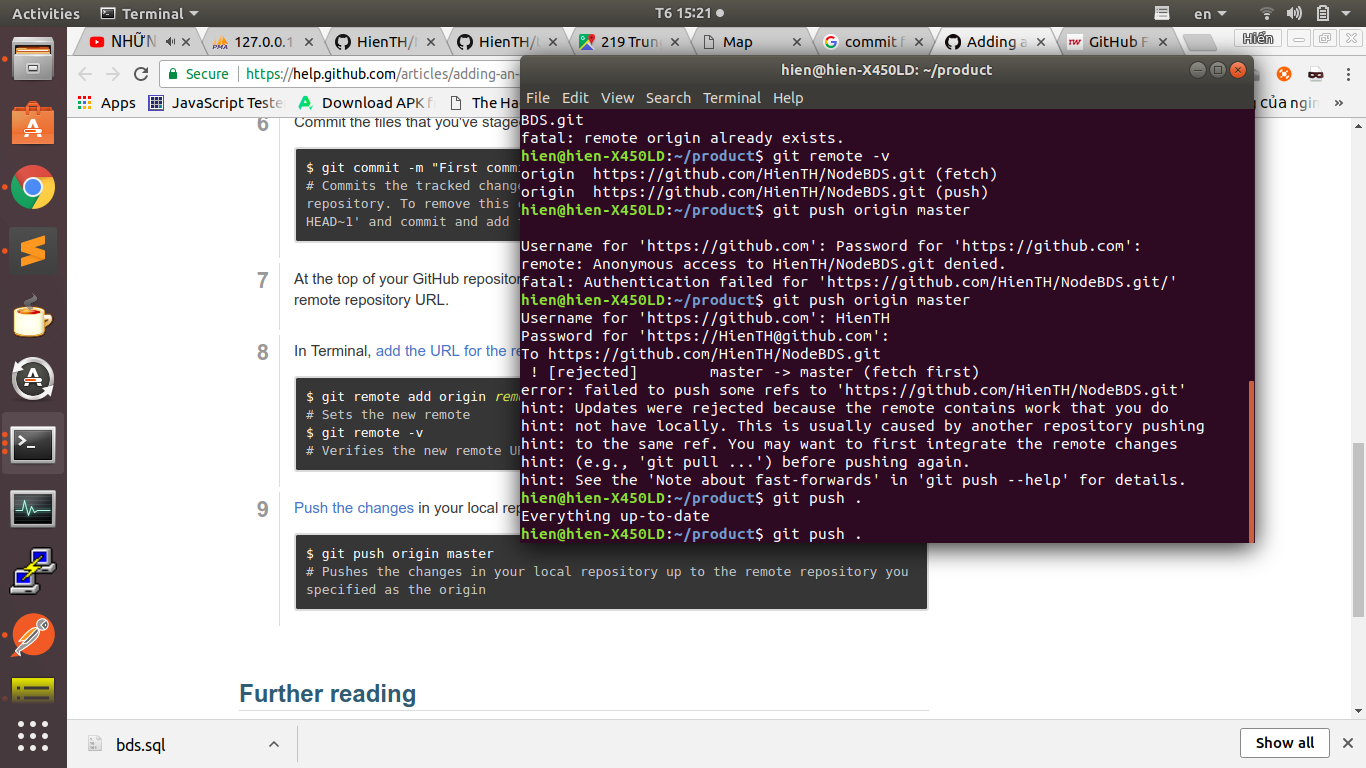 Activities
Terminal
T6 15:21
en
NHỮN
127.0.0.1
HienTH/
HienTH/
219 Trun
Map
commit f
Adding a
GitHub F
Hiển
Secure
https://help.github.com/articles/adding-an-
Apps
JavaScript Teste
Download APK f
The Ha
của ngin
»
6
Commit the files that you've stage
$ git commit -m "First commi
# Commits the tracked change
repository. To remove this
HEAD~1' and commit and add
7
At the top of your GitHub repositor
remote repository URL.
8
In Terminal, add the URL for the re
$ git remote add origin rem
# Sets the new remote
$ git remote -v
# Verifies the new remote U
9
Push the changes in your local rep
$ git push origin master
# Pushes the changes in your local repository up to the remote repository you
specified as the origin
Further reading
hien@hien-X450LD: ~/product
File Edit View Search Terminal Help
BDS.git
fatal: remote origin already exists.
hien@hien-X450LD:~/product$ git remote -v
origin  https://github.com/HienTH/NodeBDS.git (fetch)
origin  https://github.com/HienTH/NodeBDS.git (push)
hien@hien-X450LD:~/product$ git push origin master
Username for 'https://github.com': Password for 'https://github.com':
remote: Anonymous access to HienTH/NodeBDS.git denied.
fatal: Authentication failed for 'https://github.com/HienTH/NodeBDS.git/'
hien@hien-X450LD:~/product$ git push origin master
Username for 'https://github.com': HienTH
Password for 'https://HienTH@github.com':
To https://github.com/HienTH/NodeBDS.git
 ! [rejected]        master -> master (fetch first)
error: failed to push some refs to 'https://github.com/HienTH/NodeBDS.git'
hint: Updates were rejected because the remote contains work that you do
hint: not have locally. This is usually caused by another repository pushing
hint: to the same ref. You may want to first integrate the remote changes
hint: (e.g., 'git pull ...') before pushing again.
hint: See the 'Note about fast-forwards' in 'git push --help' for details.
hien@hien-X450LD:~/product$ git push .
Everything up-to-date
hien@hien-X450LD:~/product$ git push .
bds.sql
Show all